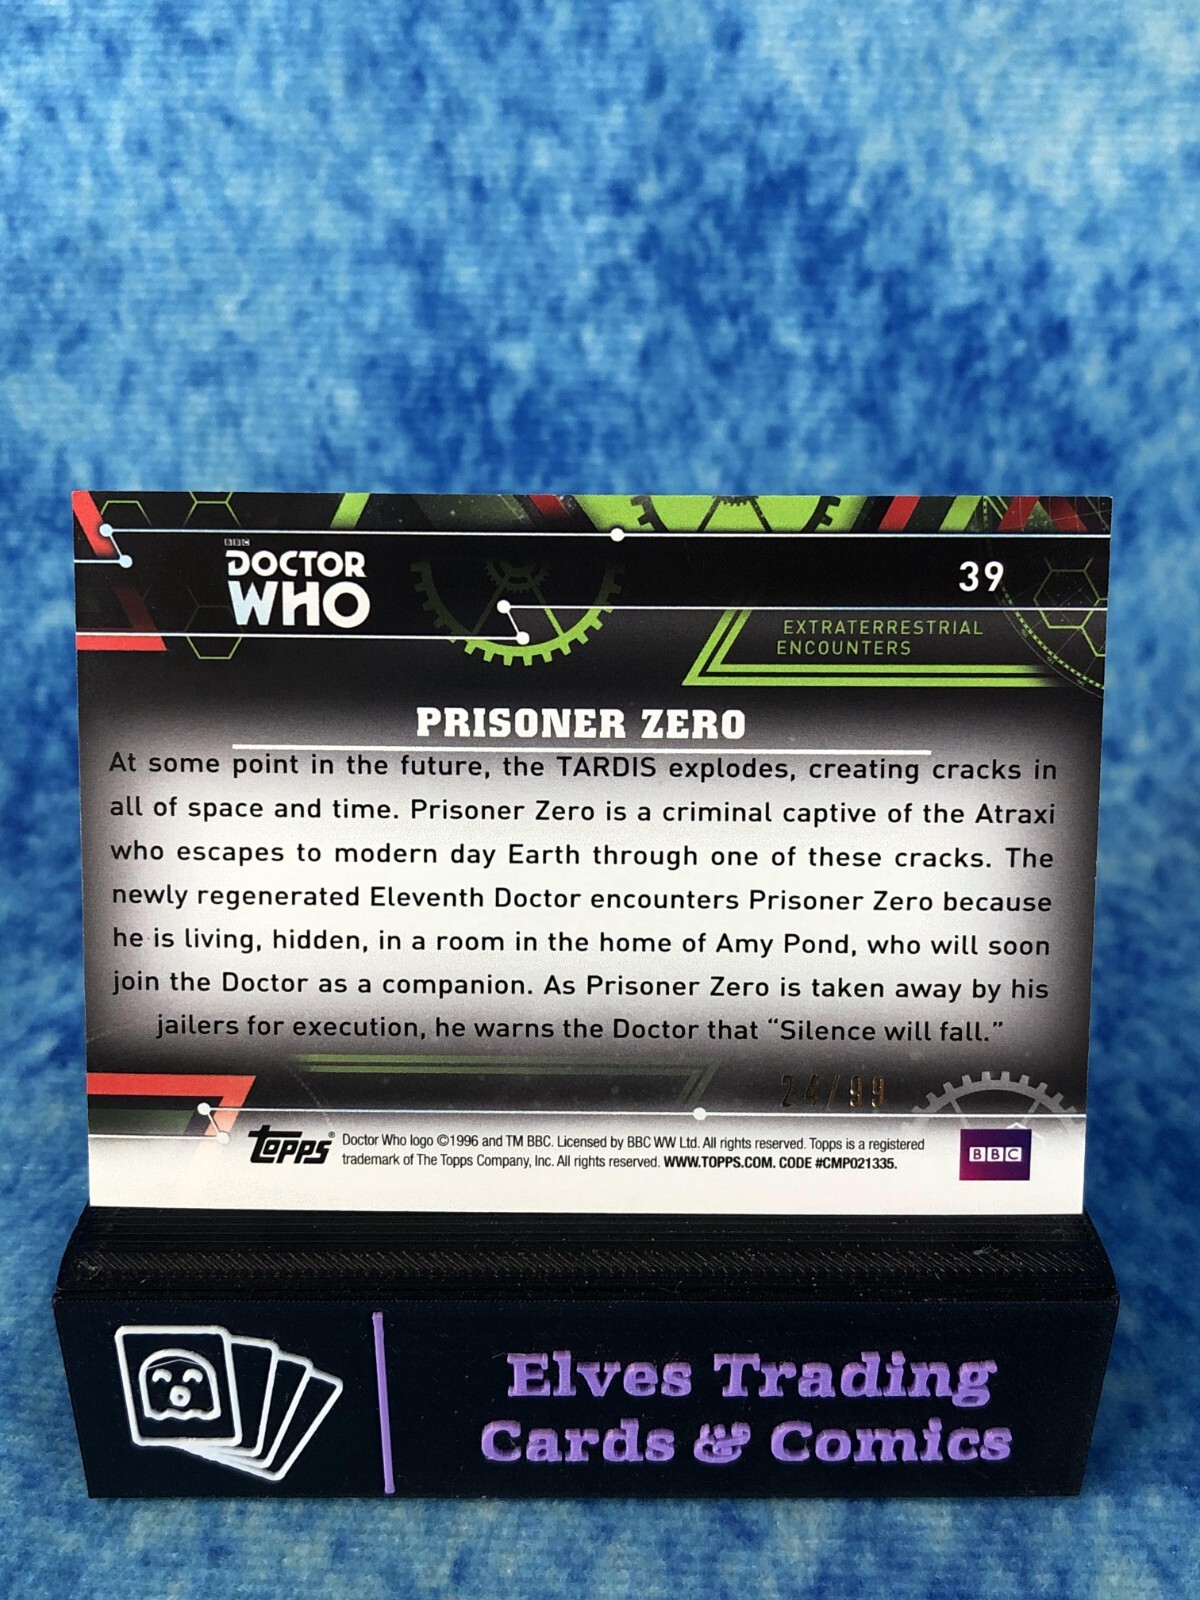 BBC
DOCTOR
WHO
39
EXTRATERRESTRIAL
ENCOUNTERS
PRISONER ZERO
At some point in the future, the TARDIS explodes, creating cracks in
all of space and time. Prisoner Zero is a criminal captive of the Atraxi
who escapes to modern day Earth through one of these cracks. The
newly regenerated Eleventh Doctor encounters Prisoner Zero because
he is living, hidden, in a room in the home of Amy Pond, who will soon
join the Doctor as a companion. As Prisoner Zero is taken away by his
jailers for execution, he warns the Doctor that “Silence will fall.”
24/99
Topps® Doctor Who logo ©1996 and TM BBC. Licensed by BBC WW Ltd. All rights reserved. Topps is a registered
trademark of The Topps Company, Inc. All rights reserved. WWW.TOPPS.COM. CODE #CMP021335.
BBC
Elves Trading
Cards & Comics